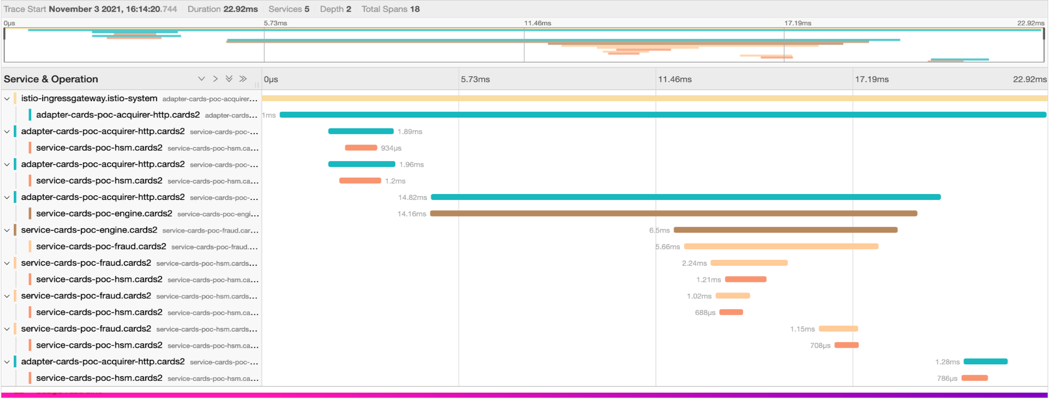 Trace Start November 3 2021, 16:14:20.744 Duration 22.92ms Services 5 Depth 2 Total Spans 18
0µs 5.73ms 11.46ms 17.19ms 22.92ms
Service & Operation 0µs 5.73ms 11.46ms 17.19ms 22.92ms
istio-ingressgateway.istio-system adapter-cards-poc-acquirer...
adapter-cards-poc-acquirer-http.cards2 adapter-cards... 1ms
adapter-cards-poc-acquirer-http.cards2 service-cards-poc-... 1.89ms
service-cards-poc-hsm.cards2 service-cards-poc-hsm.ca... 934µs
adapter-cards-poc-acquirer-http.cards2 service-cards-poc-... 1.96ms
service-cards-poc-hsm.cards2 service-cards-poc-hsm.ca... 1.2ms
adapter-cards-poc-acquirer-http.cards2 service-cards-poc-... 14.82ms
service-cards-poc-engine.cards2 service-cards-poc-engi... 14.16ms
service-cards-poc-engine.cards2 service-cards-poc-fraud.car... 6.5ms
service-cards-poc-fraud.cards2 service-cards-poc-fraud.... 5.66ms
service-cards-poc-fraud.cards2 service-cards-poc-hsm.cards... 2.24ms
service-cards-poc-hsm.cards2 service-cards-poc-hsm.ca... 1.21ms
service-cards-poc-fraud.cards2 service-cards-poc-hsm.cards... 1.02ms
service-cards-poc-hsm.cards2 service-cards-poc-hsm.ca... 688µs
service-cards-poc-fraud.cards2 service-cards-poc-hsm.cards... 1.15ms
service-cards-poc-hsm.cards2 service-cards-poc-hsm.ca... 708µs
adapter-cards-poc-acquirer-http.cards2 service-cards-poc-... 1.28ms
service-cards-poc-hsm.cards2 service-cards-poc-hsm.ca... 786µs